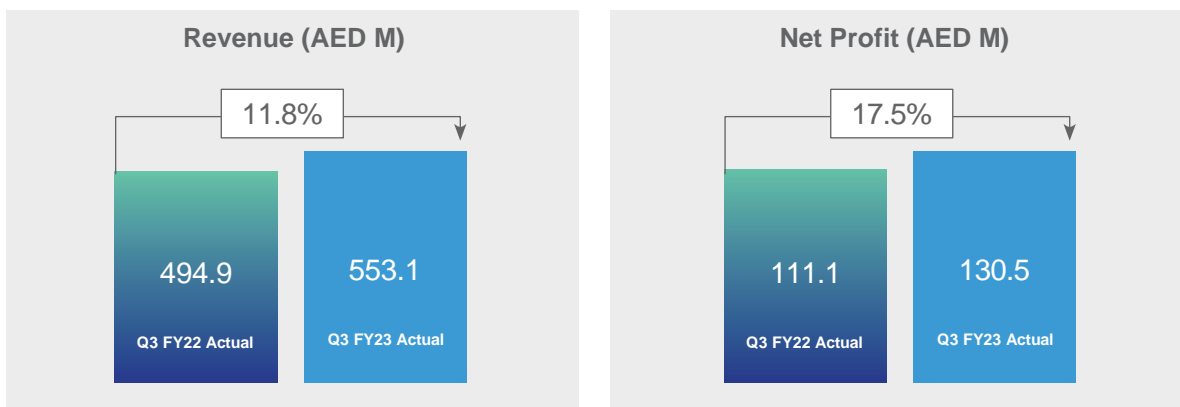 Revenue (AED M)
11.8%
494.9
553.1
Q3 FY22 Actual
Q3 FY23 Actual
Net Profit (AED M)
17.5%
111.1
130.5
Q3 FY22 Actual
Q3 FY23 Actual